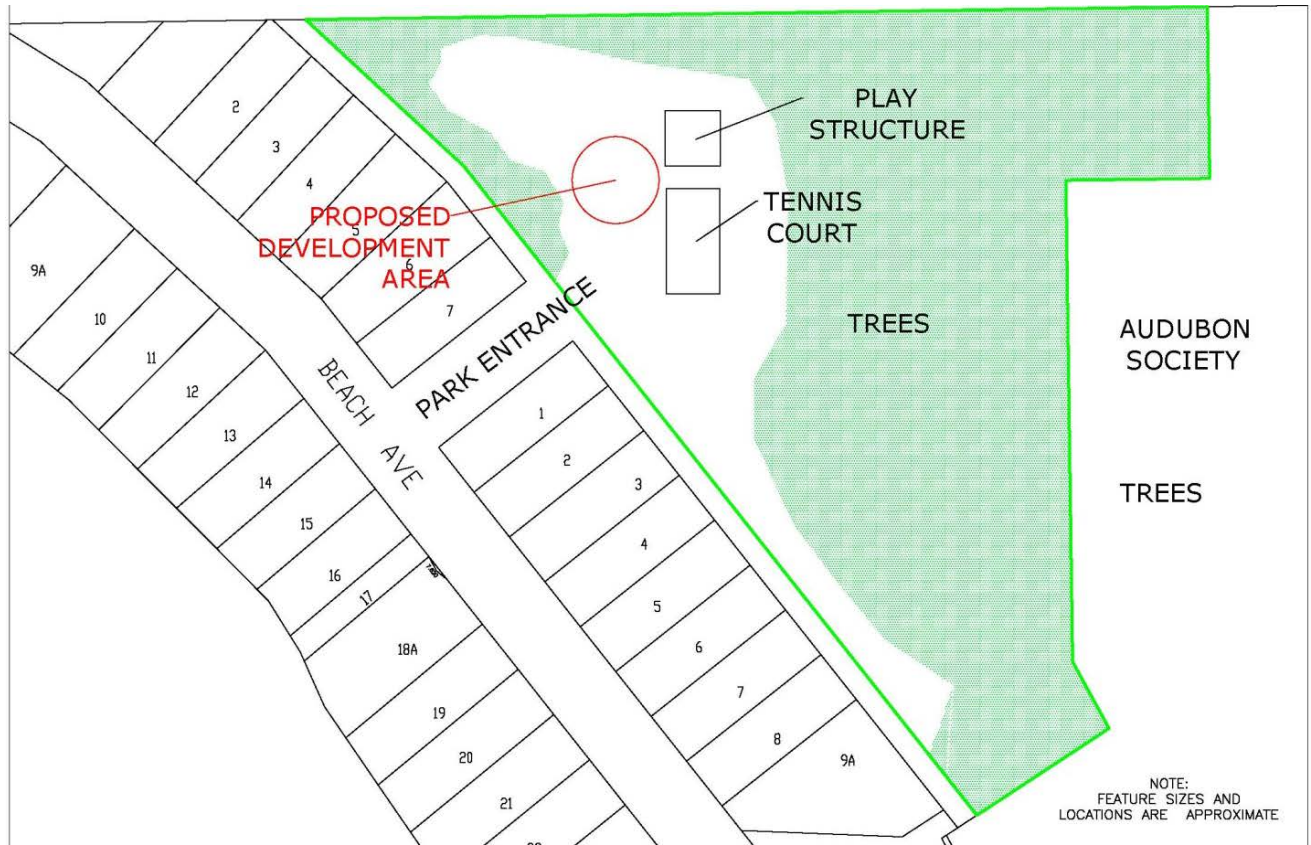 PLAY
STRUCTURE
PROPOSED
DEVELOPMENT
AREA
TENNIS
COURT
PARK ENTRANCE
TREES
AUDUBON
SOCIETY
TREES
BEACH AVE
2
3
4
5
6
7
9A
10
11
12
13
14
15
16
17
18A
19
20
21
1
2
3
4
5
6
7
8
9A
NOTE:
FEATURE SIZES AND
LOCATIONS ARE APPROXIMATE